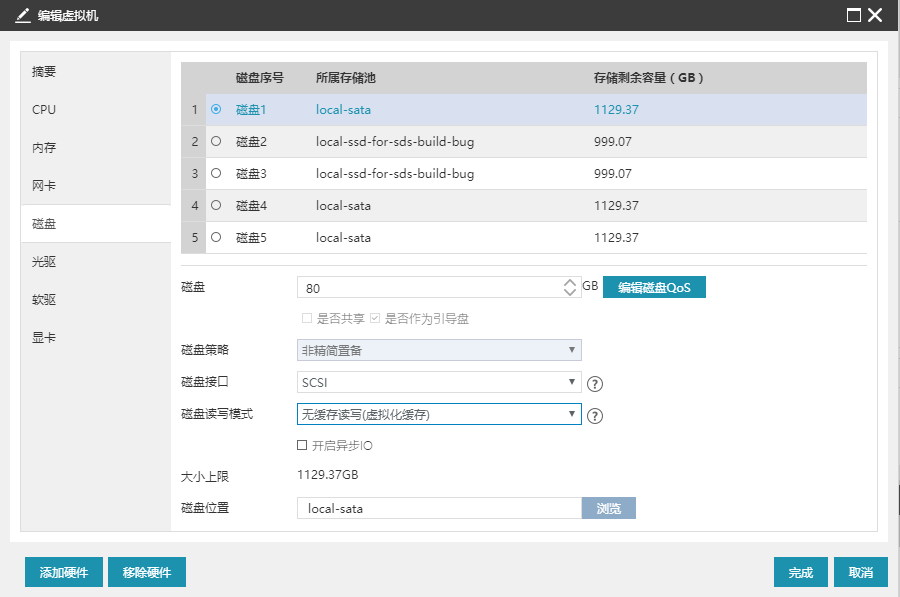 编辑虚拟机
摘要
CPU
内存
网卡
磁盘
光驱
软驱
显卡
磁盘序号 所属存储池 存储剩余容量（GB）
1 磁盘1 local-sata 1129.37
2 磁盘2 local-ssd-for-sds-build-bug 999.07
3 磁盘3 local-ssd-for-sds-build-bug 999.07
4 磁盘4 local-sata 1129.37
5 磁盘5 local-sata 1129.37
磁盘 80 GB 编辑磁盘QoS
是否共享 是否作为引导盘
磁盘策略 非精简置备
磁盘接口 SCSI ?
磁盘读写模式 无缓存读写(虚拟化缓存) ?
开启异步IO
大小上限 1129.37GB
磁盘位置 local-sata 浏览
添加硬件 移除硬件 完成 取消